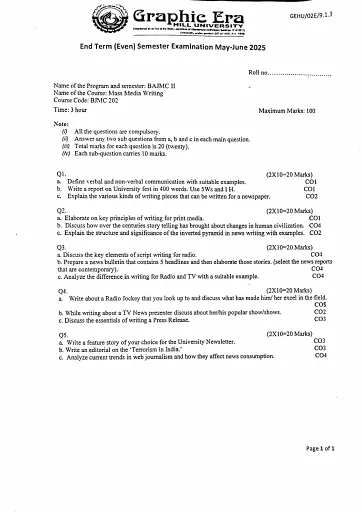 GEHU/02E/9.1.3
Graphic Era
HILL UNIVERSITY
End Term (Even) Semester Examination May-June 2025
Roll no..............................
Name of the Program and semester: BAJMC II
Name of the Course: Mass Media Writing
Course Code: BJMC 202
Time: 3 hour Maximum Marks: 100
Note:
(i) All the questions are compulsory.
(ii) Answer any two sub questions from a, b and c in each main question.
(iii) Total marks for each question is 20 (twenty).
(iv) Each sub-question carries 10 marks.
Q1. (2X10=20 Marks)
a. Define verbal and non-verbal communication with suitable examples. CO1
b. Write a report on University fest in 400 words. Use 5Ws and 1 H. CO1
c. Explain the various kinds of writing pieces that can be written for a newspaper. CO2
Q2. (2X10=20 Marks)
a. Elaborate on key principles of writing for print media. CO1
b. Discuss how over the centuries story telling has brought about changes in human civilization. CO4
c. Explain the structure and significance of the inverted pyramid in news writing with examples. CO2
Q3. (2X10=20 Marks)
a. Discuss the key elements of script writing for radio. CO4
b. Prepare a news bulletin that contains 5 headlines and then elaborate those stories. (select the news reports
that are contemporary). CO4
c. Analyze the difference in writing for Radio and TV with a suitable example. CO4
Q4. (2X10=20 Marks)
a. Write about a Radio Jockey that you look up to and discuss what has made him/ her excel in the field.
CO5
b. While writing about a TV News presenter discuss about her/his popular show/shows. CO2
c. Discuss the essentials of writing a Press Release. CO3
Q5. (2X10=20 Marks)
a. Write a feature story of your choice for the University Newsletter. CO3
b. Write an editorial on the 'Terrorism in India.' CO3
c. Analyze current trends in web journalism and how they affect news consumption. CO4
Page 1 of 1